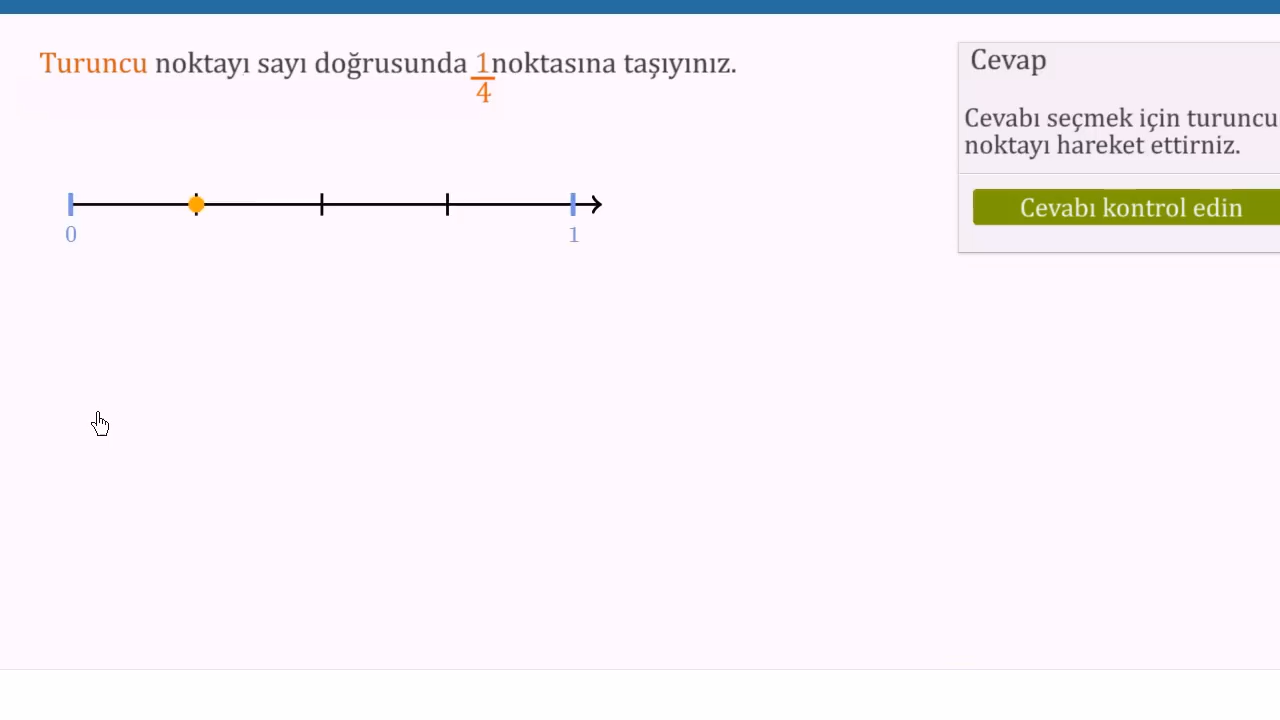 Turuncu noktayı sayı doğrusunda 1/4 noktasına taşıyınız.
0 1
Cevap
Cevabı seçmek için turuncu
noktayı hareket ettirniz.
Cevabı kontrol edin